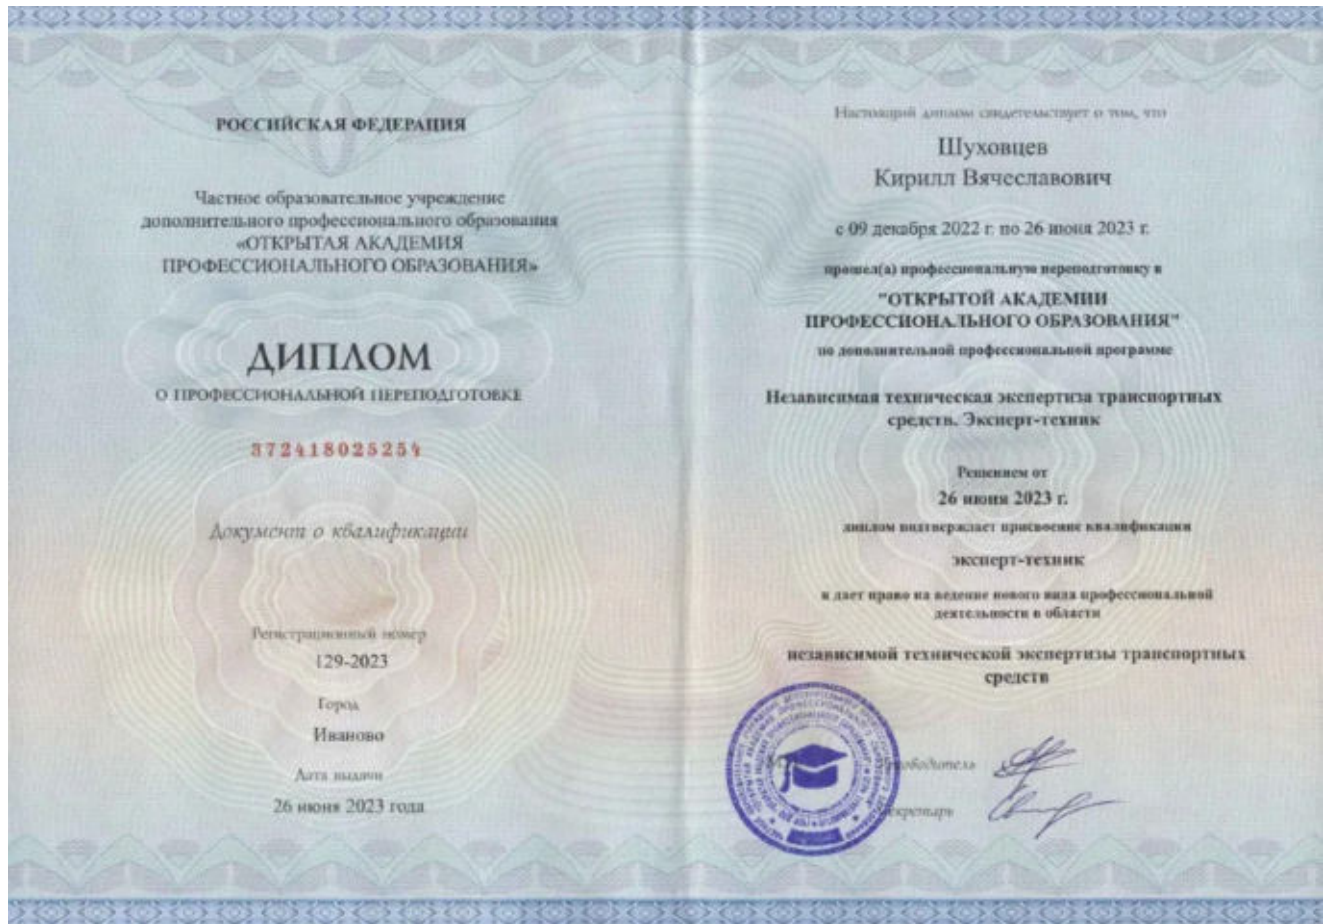 РОССИЙСКАЯ ФЕДЕРАЦИЯ
Частное образовательное учреждение
дополнительного профессионального образования
«ОТКРЫТАЯ АКАДЕМИЯ
ПРОФЕССИОНАЛЬНОГО ОБРАЗОВАНИЯ»
ДИПЛОМ
О ПРОФЕССИОНАЛЬНОЙ ПЕРЕПОДГОТОВКЕ
372418025254
Документ о квалификации
Регистрационный номер
129-2023
Город
Иваново
Дата выдачи
26 июня 2023 года
Настоящий диплом свидетельствует о том, что
Шуховцев
Кирилл Вячеславович
с 09 декабря 2022 г. по 26 июня 2023 г.
прошел(а) профессиональную переподготовку в
"ОТКРЫТОЙ АКАДЕМИИ
ПРОФЕССИОНАЛЬНОГО ОБРАЗОВАНИЯ"
по дополнительной профессиональной программе
Независимая техническая экспертиза транспортных
средств. Эксперт-техник
Решением от
26 июня 2023 г.
диплом подтверждает присвоение квалификации
эксперт-техник
и дает право на ведение нового вида профессиональной
деятельности в области
независимой технической экспертизы транспортных
средств
Руководитель
Секретарь